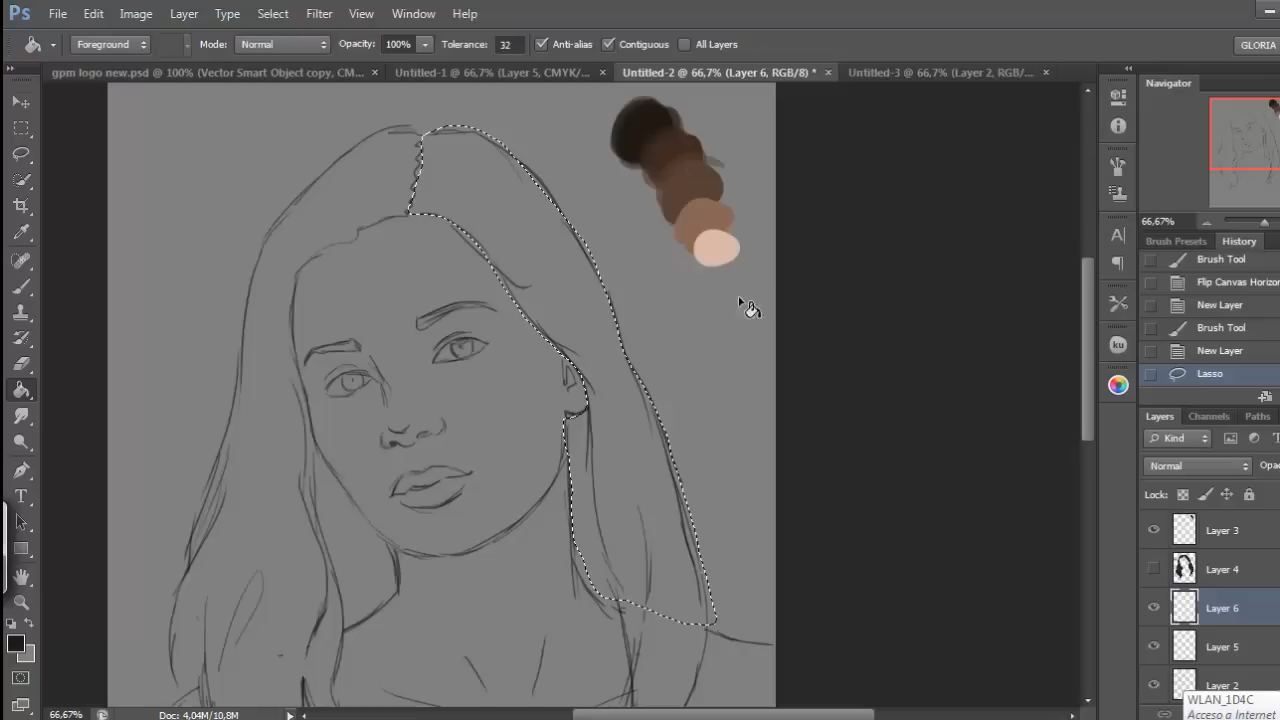 Ps File Edit Image Layer Type Select Filter View Window Help
Foreground Mode: Normal Opacity: 100% Tolerance: 32 Anti-alias Contiguous All Layers GLORIA
gpm logo new.psd @ 100% (Vector Smart Object copy, CM... × Untitled-1 @ 66,7% (Layer 5, CMYK/... × Untitled-2 @ 66,7% (Layer 6, RGB/8) * × Untitled-3 @ 66,7% (Layer 2, RGB/... ×
Navigator
66,67%
Brush Presets History
Brush Tool
Flip Canvas Horizo
New Layer
Brush Tool
New Layer
Lasso
ku
Layers Channels Paths
Kind
Normal Opa
Lock:
Layer 3
Layer 4
Layer 6
Layer 5
Layer 2
WLAN_1D4C
Acceso a Internet
66,67% Doc: 4,04M/10,8M